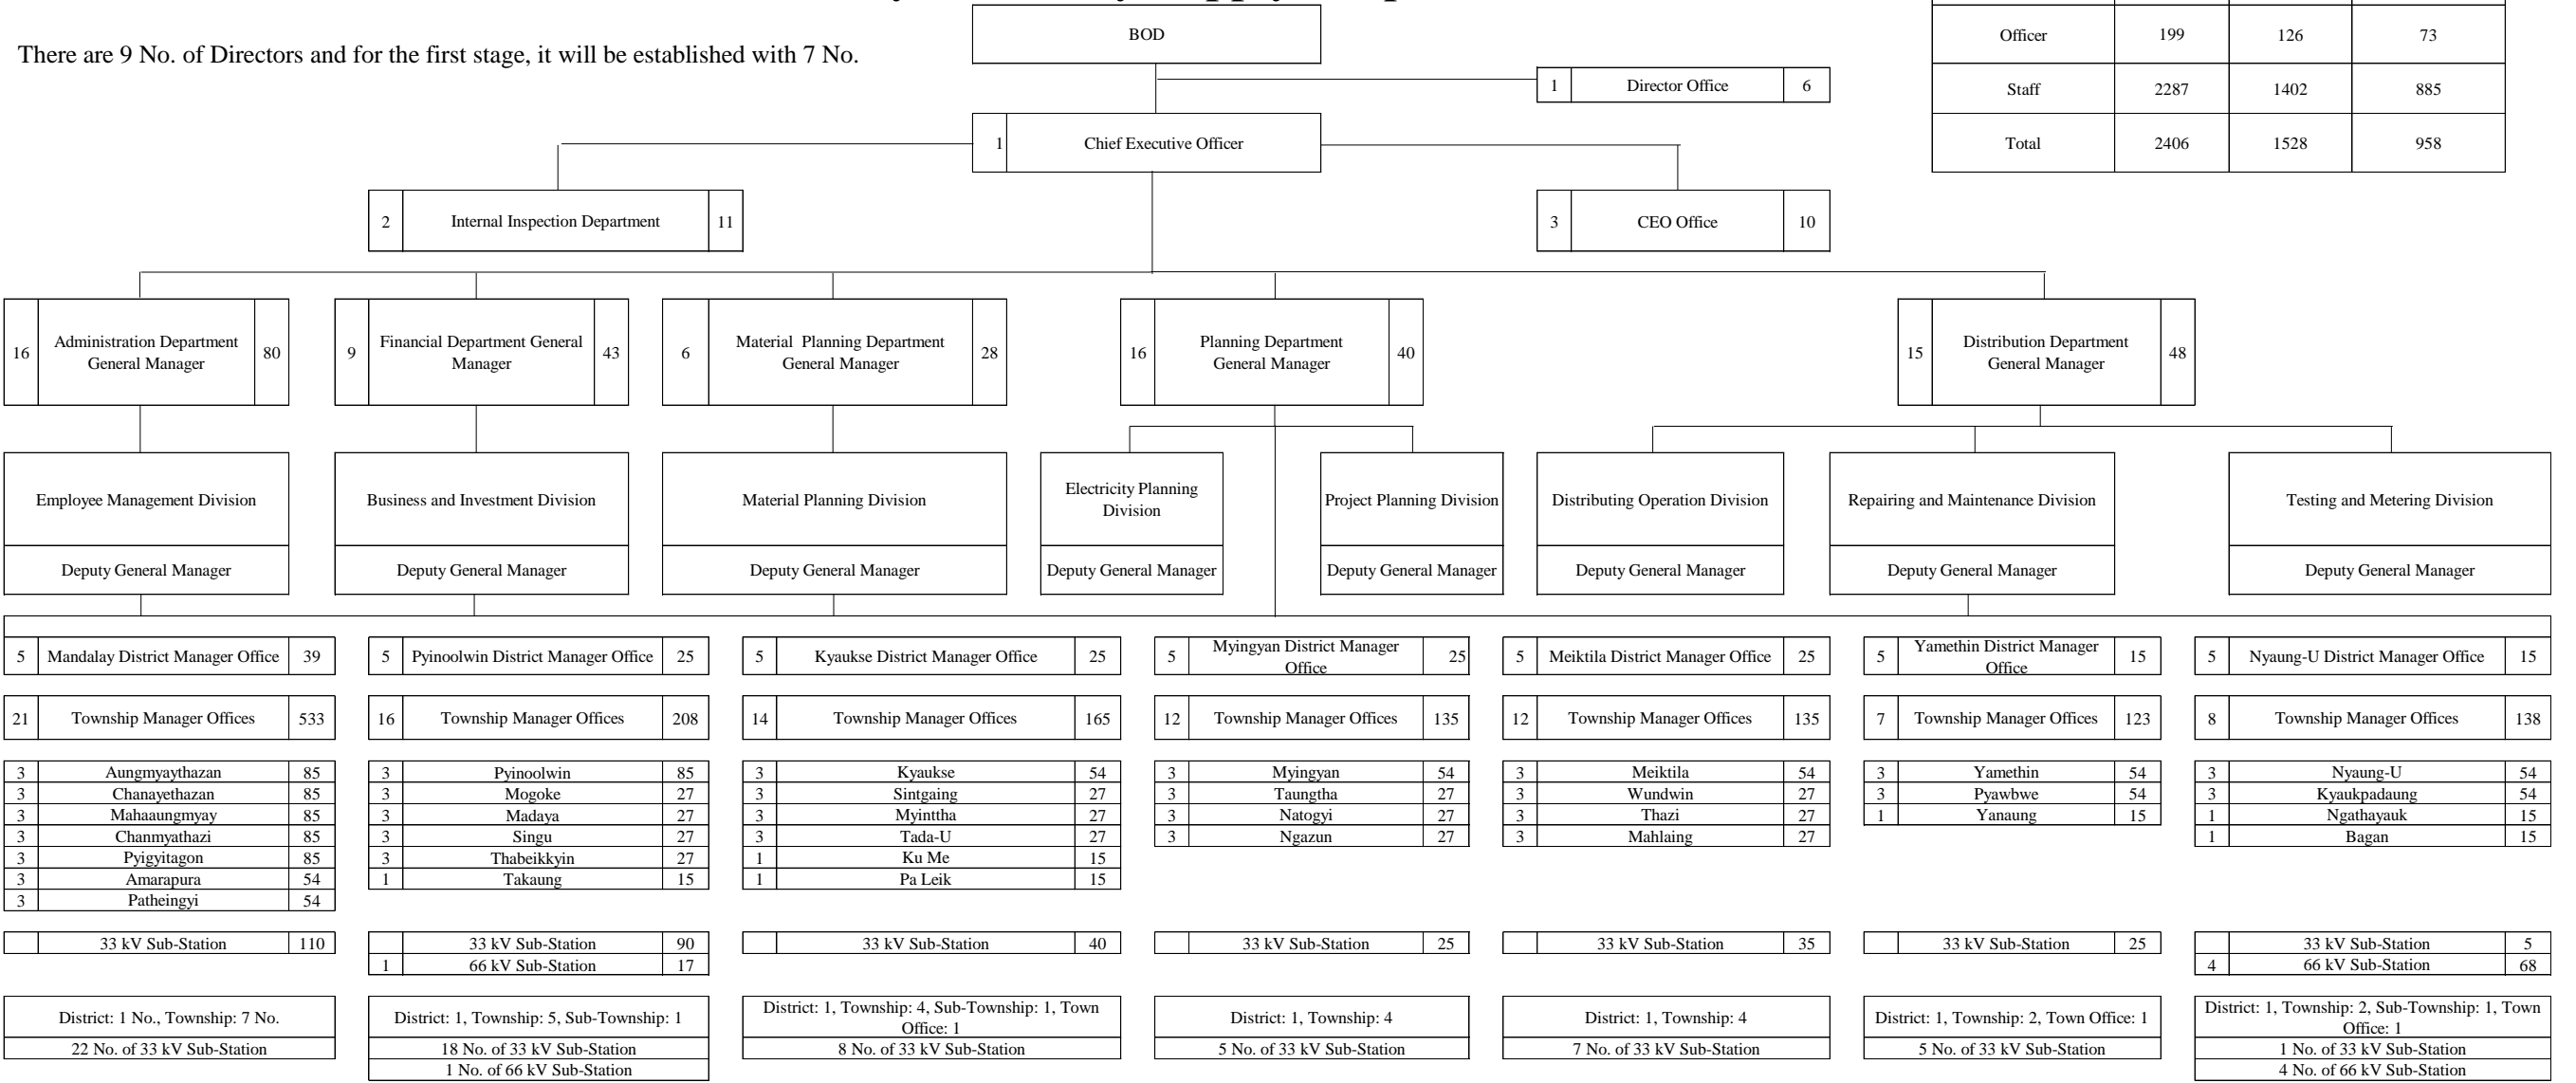 There are 9 No. of Directors and for the first stage, it will be established with 7 No.
BOD
1 Director Office 6
1 Chief Executive Officer
Officer 199 126 73
Staff 2287 1402 885
Total 2406 1528 958
2 Internal Inspection Department 11
3 CEO Office 10
16 Administration Department General Manager 80
9 Financial Department General Manager 43
6 Material Planning Department General Manager 28
16 Planning Department General Manager 40
15 Distribution Department General Manager 48
Employee Management Division
Deputy General Manager
Business and Investment Division
Deputy General Manager
Material Planning Division
Deputy General Manager
Electricity Planning Division
Deputy General Manager
Project Planning Division
Deputy General Manager
Distributing Operation Division
Deputy General Manager
Repairing and Maintenance Division
Deputy General Manager
Testing and Metering Division
Deputy General Manager
5 Mandalay District Manager Office 39
21 Township Manager Offices 533
3 Aungmyaythazan 85
3 Chanayethazan 85
3 Mahaaungmyay 85
3 Chanmyathazi 85
3 Pyigyitagon 85
3 Amarapura 54
3 Patheingyi 54
33 kV Sub-Station 110
District: 1 No., Township: 7 No.
22 No. of 33 kV Sub-Station
5 Pyinoolwin District Manager Office 25
16 Township Manager Offices 208
3 Pyinoolwin 85
3 Mogoke 27
3 Madaya 27
3 Singu 27
3 Thabeikkyin 27
1 Takaung 15
33 kV Sub-Station 90
1 66 kV Sub-Station 17
District: 1, Township: 5, Sub-Township: 1
18 No. of 33 kV Sub-Station
1 No. of 66 kV Sub-Station
5 Kyaukse District Manager Office 25
14 Township Manager Offices 165
3 Kyaukse 54
3 Sintgaing 27
3 Myinttha 27
3 Tada-U 27
1 Ku Me 15
1 Pa Leik 15
33 kV Sub-Station 40
District: 1, Township: 4, Sub-Township: 1, Town Office: 1
8 No. of 33 kV Sub-Station
5 Myingyan District Manager Office 25
12 Township Manager Offices 135
3 Myingyan 54
3 Taungtha 27
3 Natogyi 27
3 Ngazun 27
33 kV Sub-Station 25
District: 1, Township: 4
5 No. of 33 kV Sub-Station
5 Meiktila District Manager Office 25
12 Township Manager Offices 135
3 Meiktila 54
3 Wundwin 27
3 Thazi 27
3 Mahlaing 27
33 kV Sub-Station 35
District: 1, Township: 4
7 No. of 33 kV Sub-Station
5 Yamethin District Manager Office 15
7 Township Manager Offices 123
3 Yamethin 54
3 Pyawbwe 54
1 Yanaung 15
33 kV Sub-Station 25
District: 1, Township: 2, Town Office: 1
5 No. of 33 kV Sub-Station
5 Nyaung-U District Manager Office 15
8 Township Manager Offices 138
3 Nyaung-U 54
3 Kyaukpadaung 54
1 Ngathayauk 15
1 Bagan 15
33 kV Sub-Station 5
4 66 kV Sub-Station 68
District: 1, Township: 2, Sub-Township: 1, Town Office: 1
1 No. of 33 kV Sub-Station
4 No. of 66 kV Sub-Station